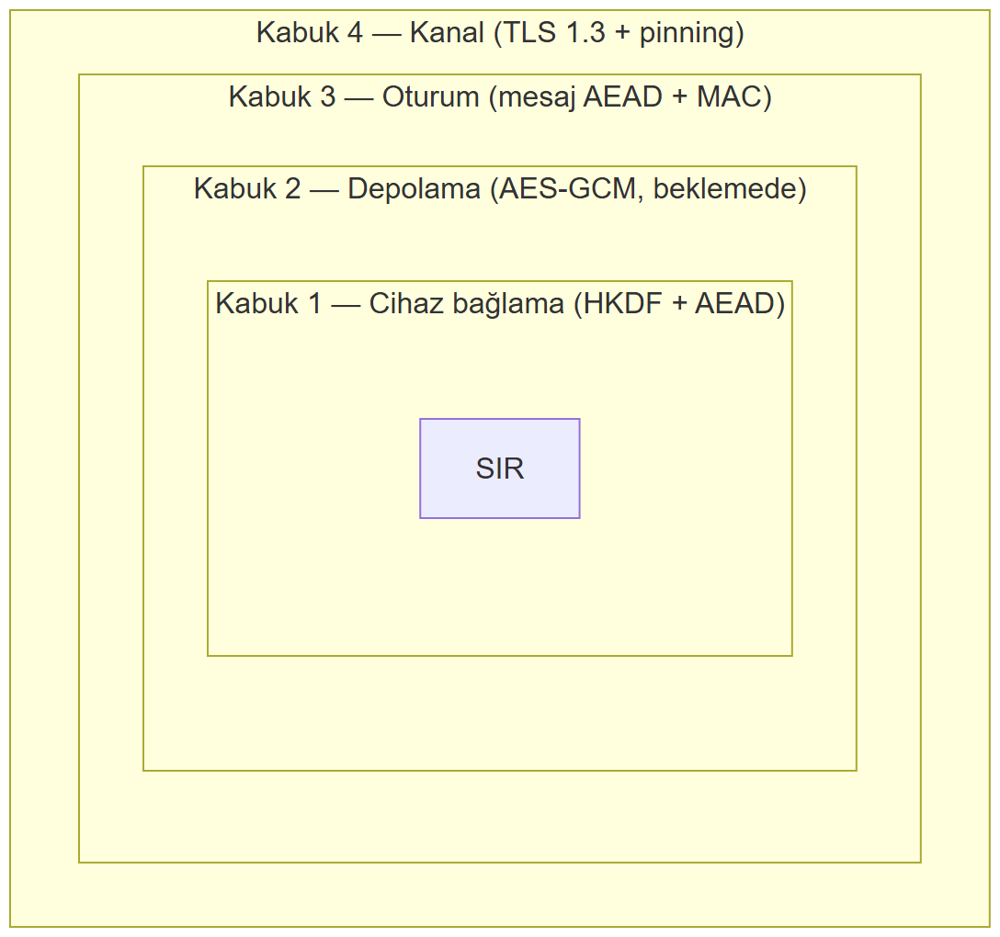 Kabuk 4 — Kanal (TLS 1.3 + pinning)
Kabuk 3 — Oturum (mesaj AEAD + MAC)
Kabuk 2 — Depolama (AES-GCM, beklemede)
Kabuk 1 — Cihaz bağlama (HKDF + AEAD)
SIR